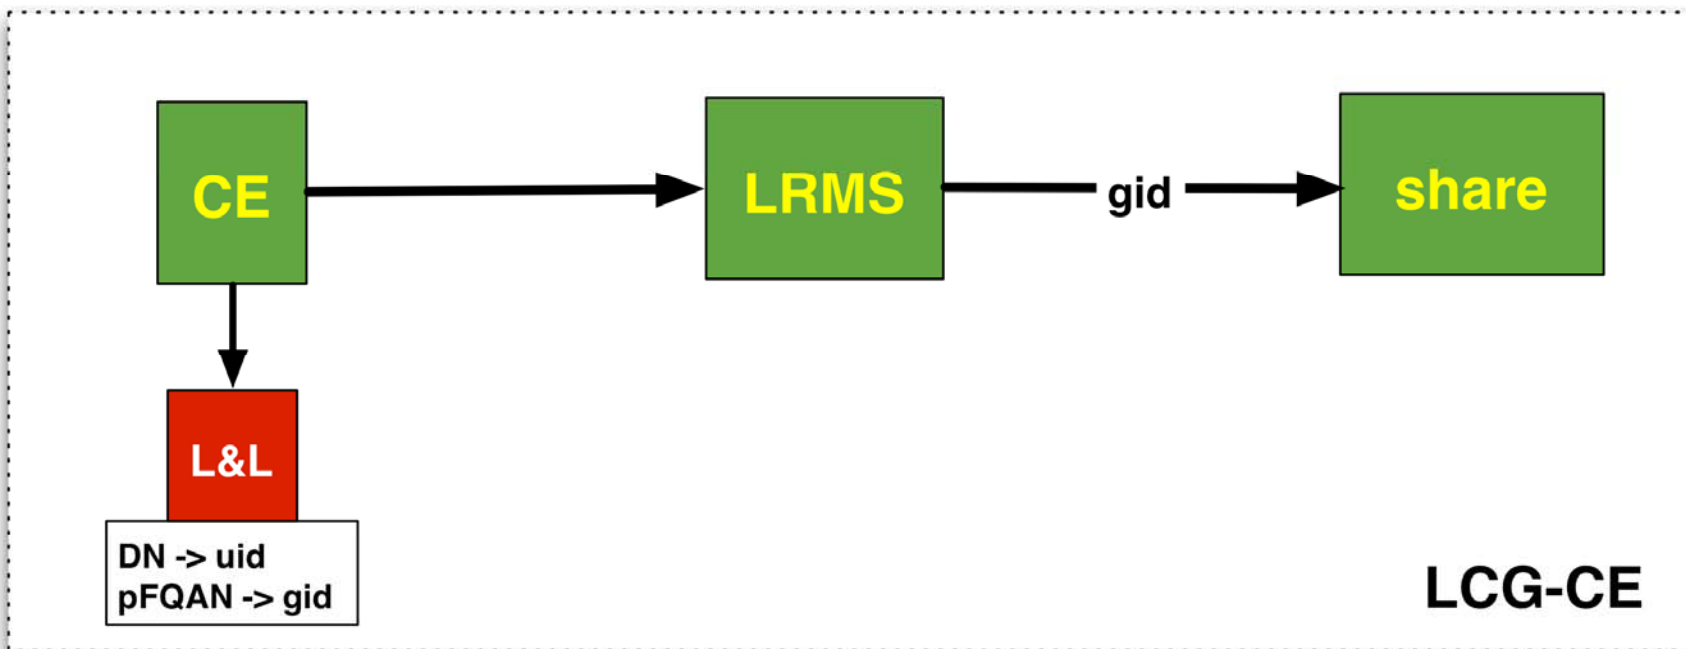 CE
LRMS
gid
share
L&L
DN -> uid
pFQAN -> gid
LCG-CE